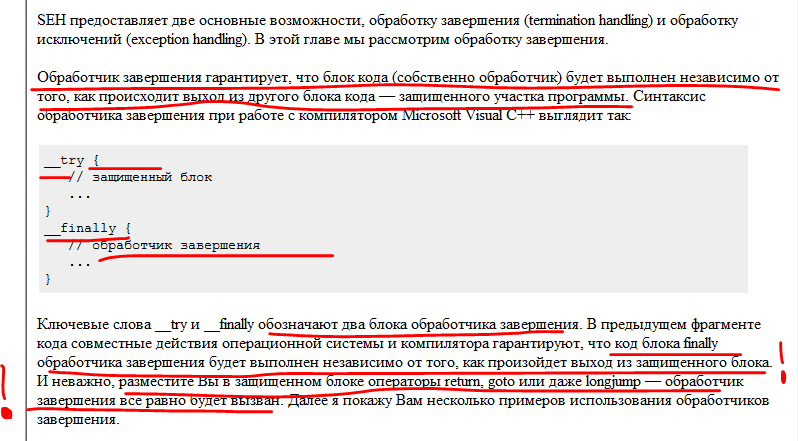 SEH предоставляет две основные возможности, обработку завершения (termination handling) и обработку
исключений (exception handling). В этой главе мы рассмотрим обработку завершения.
Обработчик завершения гарантирует, что блок кода (собственно обработчик) будет выполнен независимо от
того, как происходит выход из другого блока кода — защищенного участка программы. Синтаксис
обработчика завершения при работе с компилятором Microsoft Visual C++ выглядит так:
__try {
// защищенный блок
...
}
__finally {
// обработчик завершения
...
}
Ключевые слова __try и __finally обозначают два блока обработчика завершения. В предыдущем фрагменте
кода совместные действия операционной системы и компилятора гарантируют, что код блока finally
обработчика завершения будет выполнен независимо от того, как произойдет выход из защищенного блока.
И неважно, разместите Вы в защищенном блоке операторы return, goto или даже longjump — обработчик
завершения все равно будет вызван. Далее я покажу Вам несколько примеров использования обработчиков
завершения.